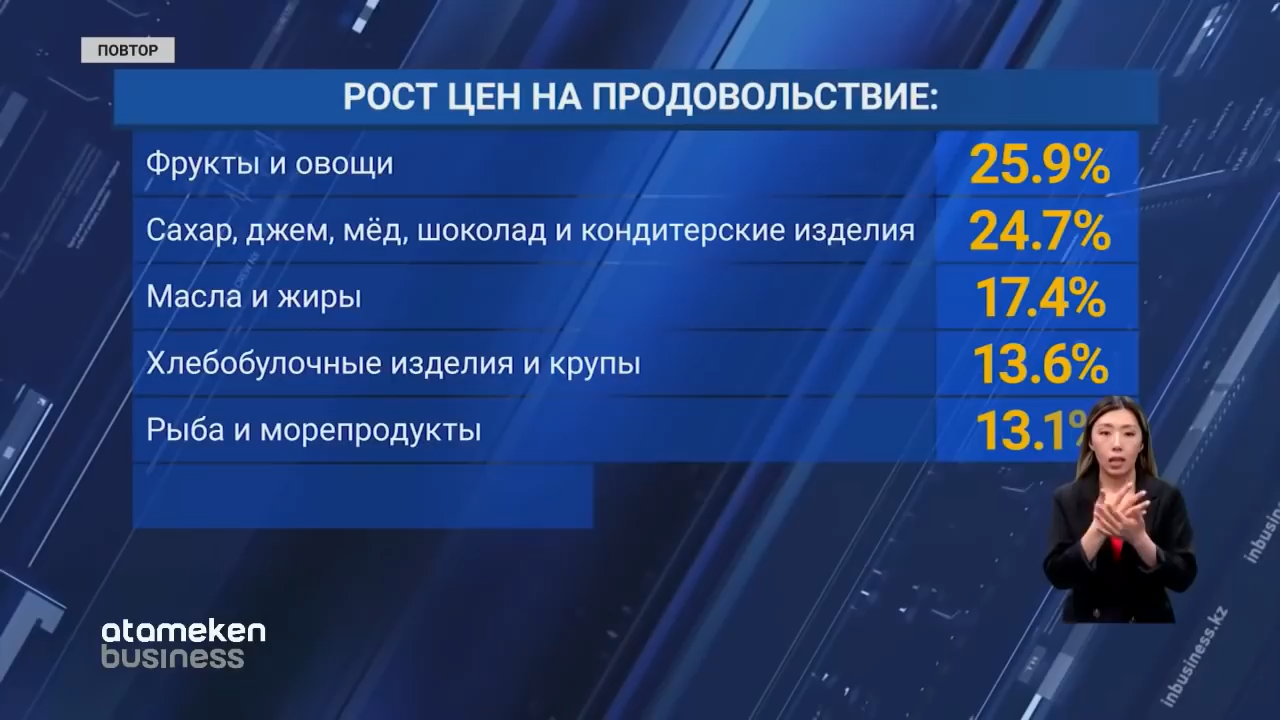 ПОВТОР
РОСТ ЦЕН НА ПРОДОВОЛЬСТВИЕ:
Фрукты и овощи 25.9%
Сахар, джем, мёд, шоколад и кондитерские изделия 24.7%
Масла и жиры 17.4%
Хлебобулочные изделия и крупы 13.6%
Рыба и морепродукты 13.1%
atameken
business
inbusiness.kz